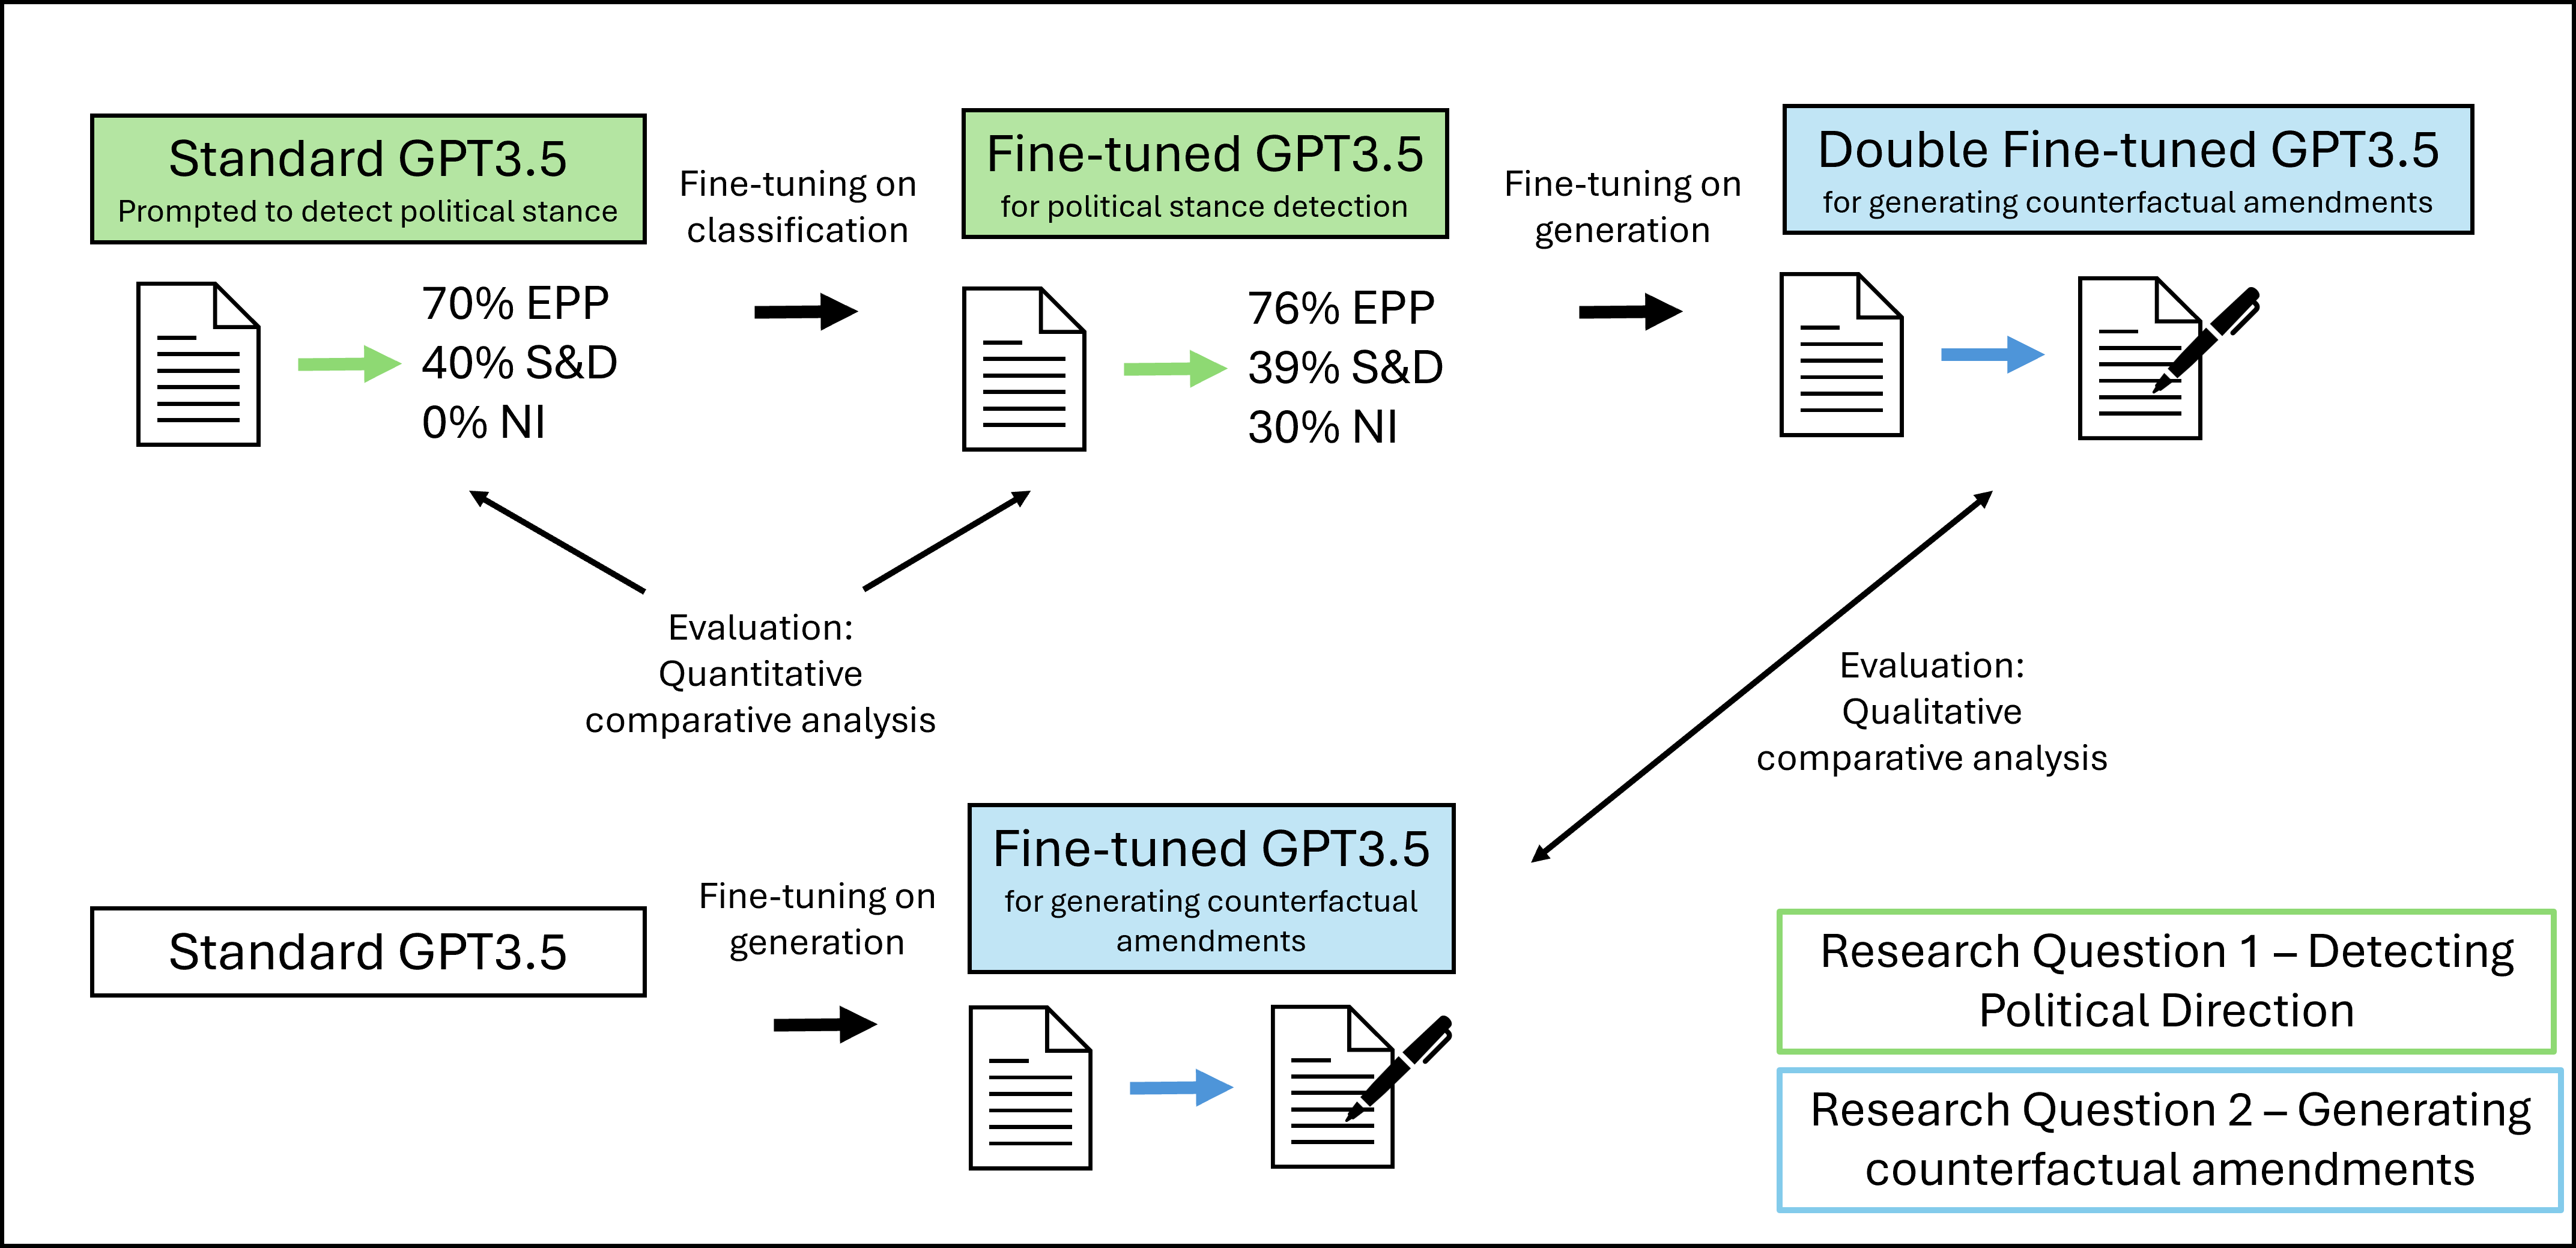 Standard GPT3.5
Prompted to detect political stance
70% EPP
40% S&D
0% NI
Fine-tuning on
classification
Fine-tuned GPT3.5
for political stance detection
76% EPP
39% S&D
30% NI
Fine-tuning on
generation
Double Fine-tuned GPT3.5
for generating counterfactual amendments
Evaluation:
Quantitative
comparative analysis
Evaluation:
Qualitative
comparative analysis
Standard GPT3.5
Fine-tuning on
generation
Fine-tuned GPT3.5
for generating counterfactual
amendments
Research Question 1 – Detecting
Political Direction
Research Question 2 – Generating
counterfactual amendments